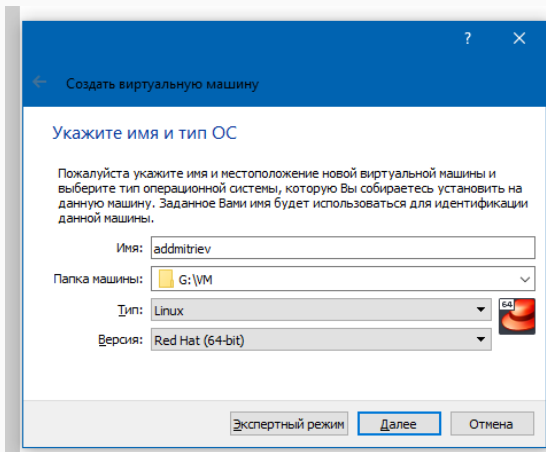 ?
Создать виртуальную машину
Укажите имя и тип ОС
Пожалуйста укажите имя и местоположение новой виртуальной машины и
выберите тип операционной системы, которую Вы собираетесь установить на
данную машину. Заданное Вами имя будет использоваться для идентификации
данной машины.
Имя: addmitriev
Папка машины: G:\VM
Тип: Linux
64
Версия: Red Hat (64-bit)
Экспертный режим Далее Отмена